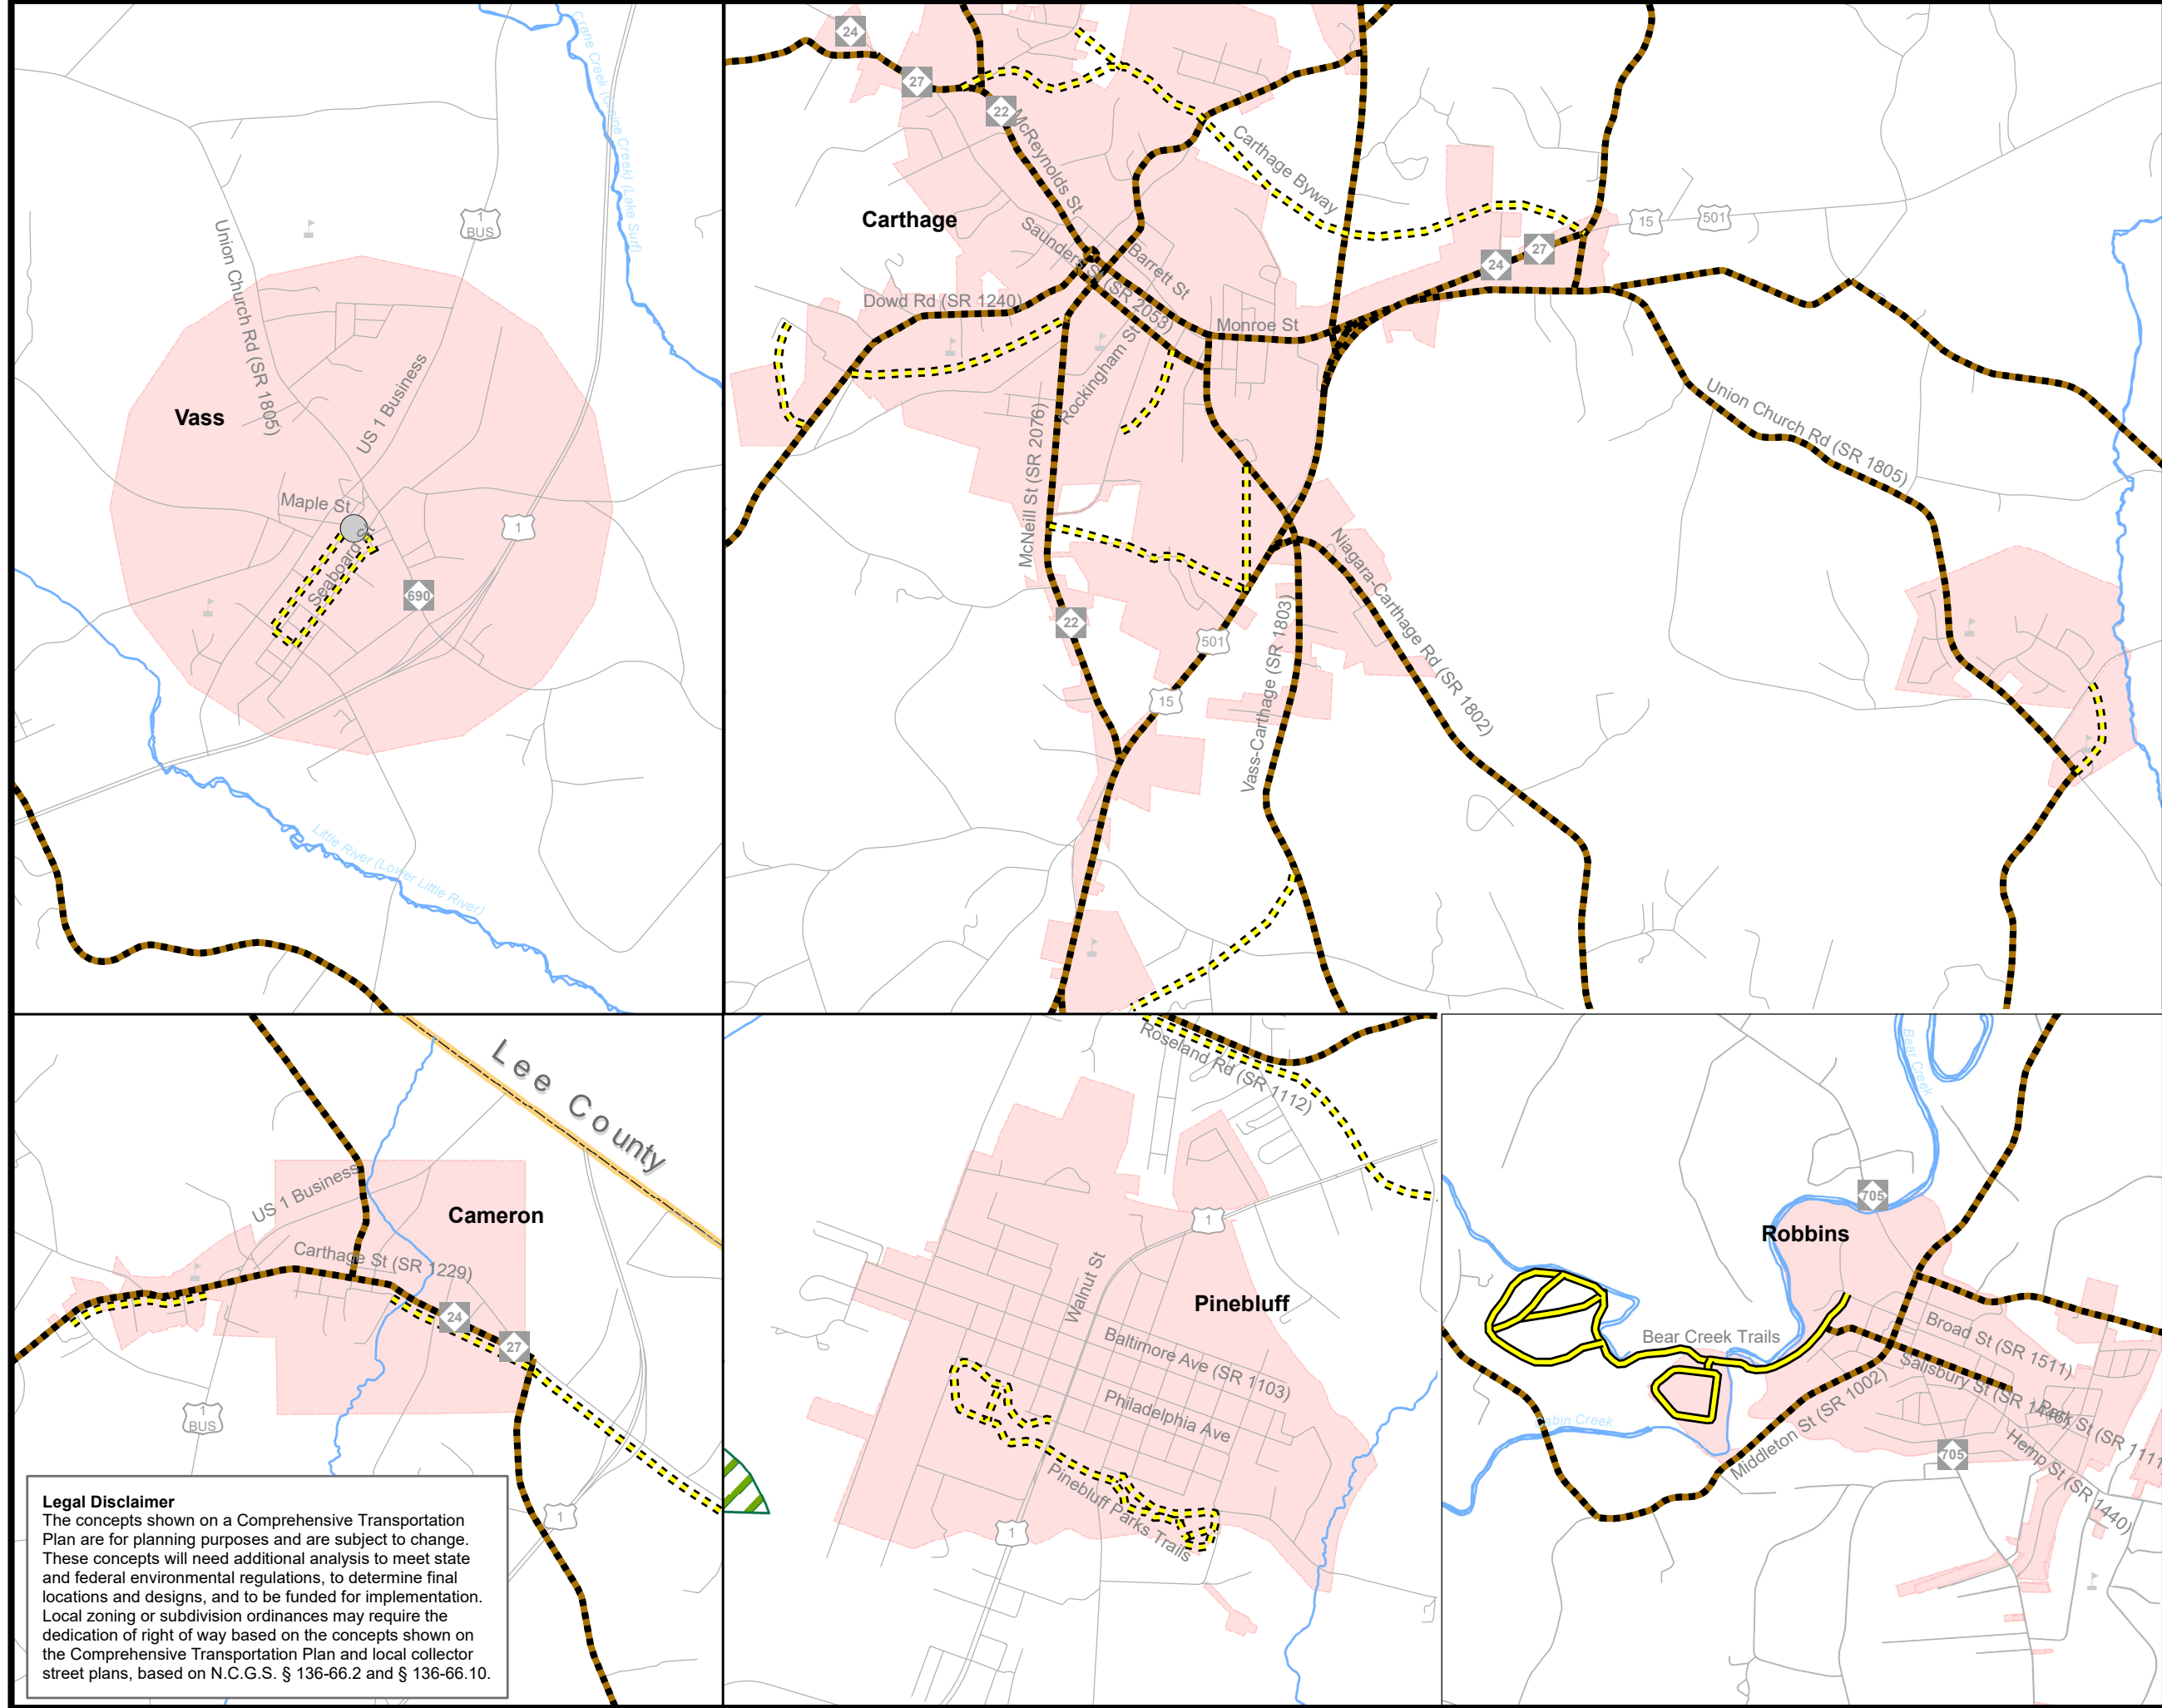 Crane Creek (Craine Creek) (Lake Surf)
Union Church Rd (SR 1805)
1
BUS
Vass
US 1 Business
Maple St
Seaboard St
1
690
Little River (Lower Little River)
24
27
22
McReynolds St
Carthage Byway
Carthage
Saunders St (SR 2053)
Barrett St
Dowd Rd (SR 1240)
Monroe St
Rockingham St
McNeill St (SR 2076)
24
27
15
501
Union Church Rd (SR 1805)
22
501
15
Vass-Carthage (SR 1803)
Niagara-Carthage Rd (SR 1802)
Lee County
US 1 Business
Cameron
Carthage St (SR 1229)
24
27
1
BUS
1
Legal Disclaimer
The concepts shown on a Comprehensive Transportation
Plan are for planning purposes and are subject to change.
These concepts will need additional analysis to meet state
and federal environmental regulations, to determine final
locations and designs, and to be funded for implementation.
Local zoning or subdivision ordinances may require the
dedication of right of way based on the concepts shown on
the Comprehensive Transportation Plan and local collector
street plans, based on N.C.G.S. § 136-66.2 and § 136-66.10.
Roseland Rd (SR 1112)
1
Walnut St
Pinebluff
Baltimore Ave (SR 1103)
Philadelphia Ave
Pinebluff Parks Trails
1
Bear Creek
705
Robbins
Bear Creek Trails
Broad St (SR 1511)
Salisbury St (SR 1446)
Park St (SR 111
Cabin Creek
Middleton St (SR 1002)
705
Hemp St (SR 1440)